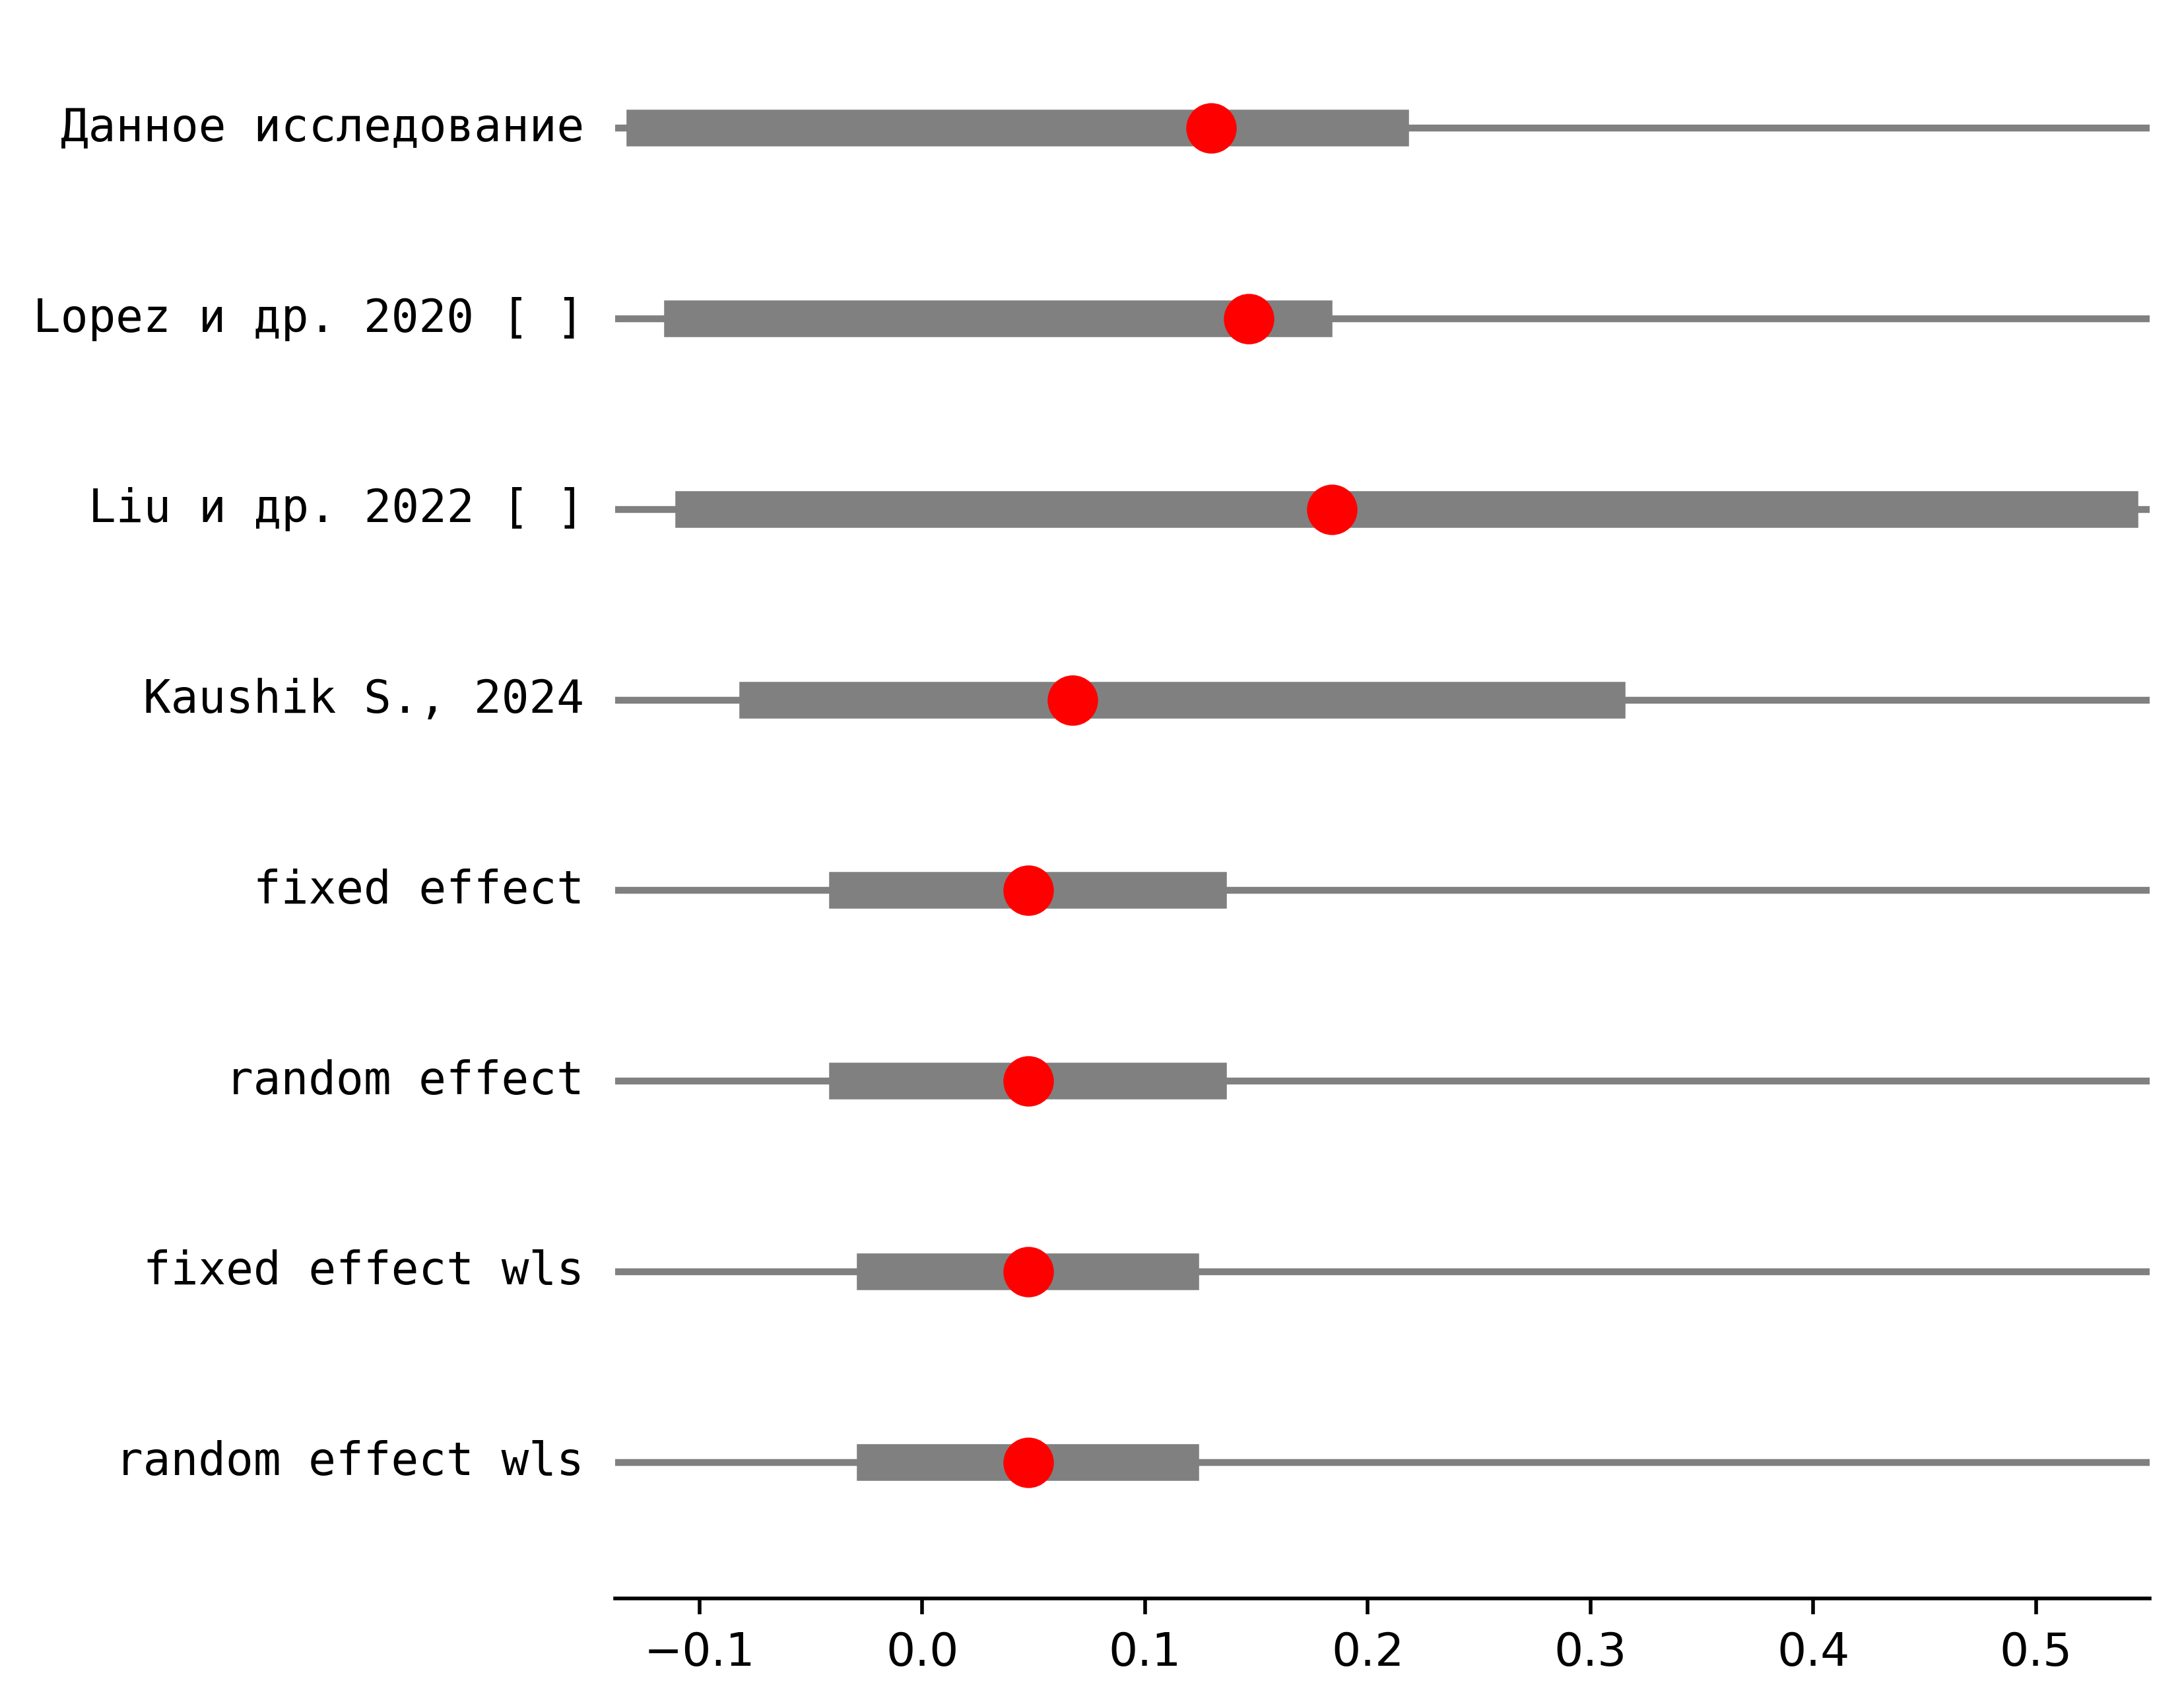 Данное исследование
Lopez и др. 2020 [ ]
Liu и др. 2022 [ ]
Kaushik S., 2024
fixed effect
random effect
fixed effect wls
random effect wls
−0.1 0.0 0.1 0.2 0.3 0.4 0.5